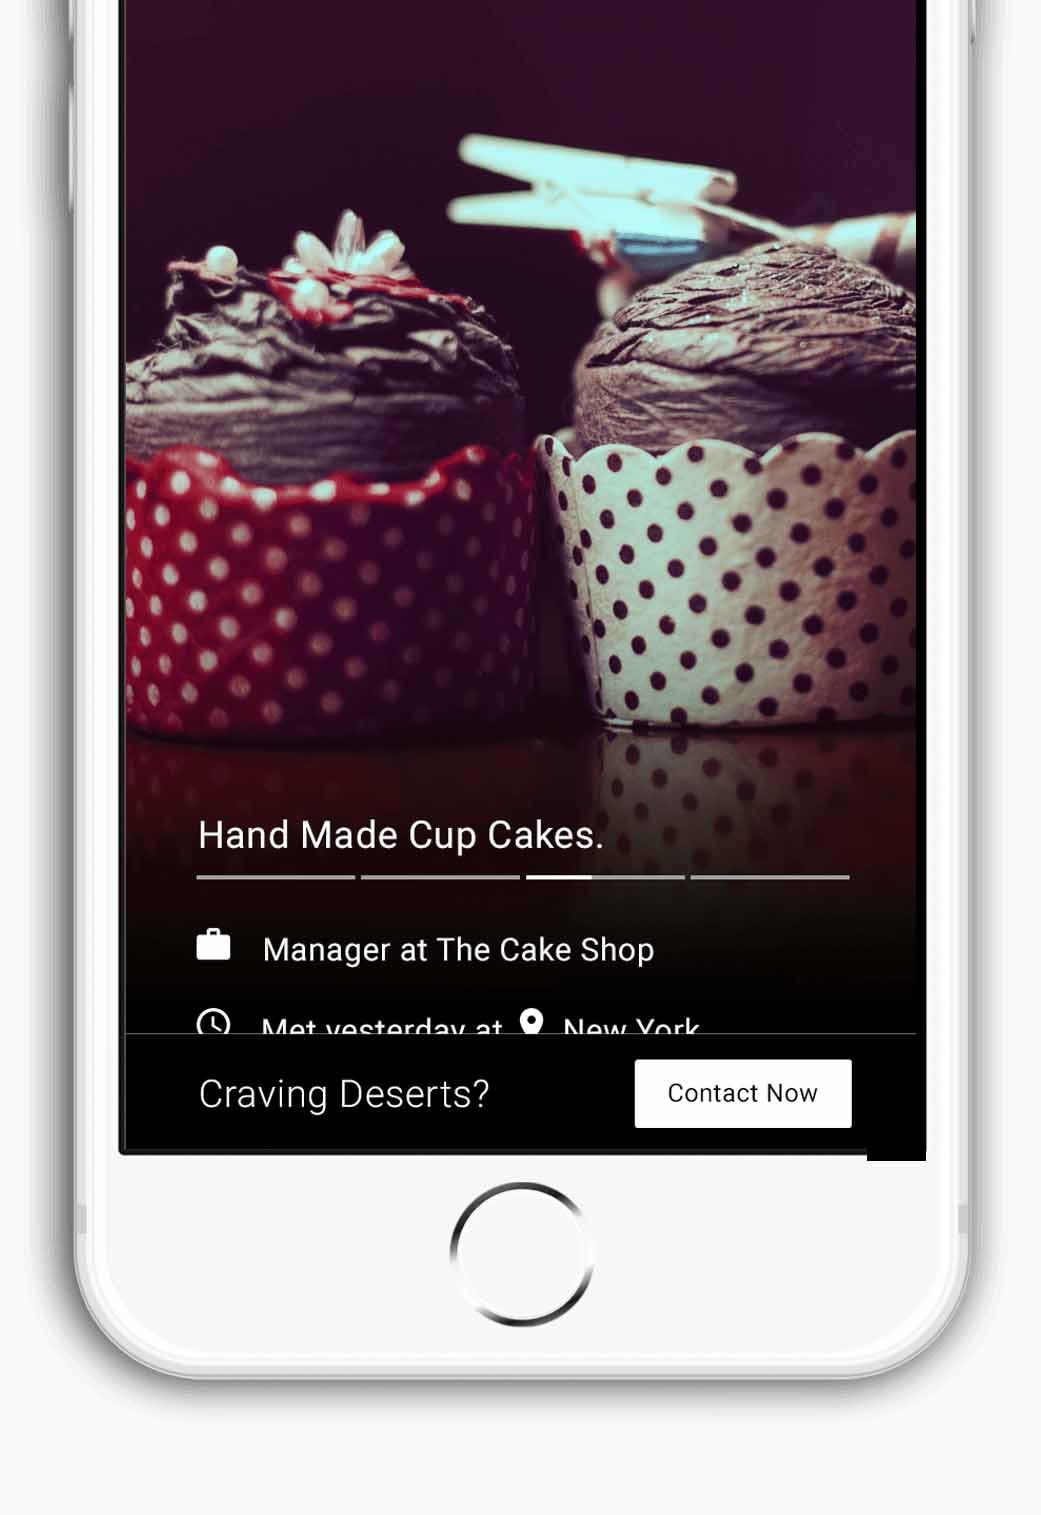 Hand Made Cup Cakes.
Manager at The Cake Shop
Met yesterday at New York
Craving Deserts?
Contact Now